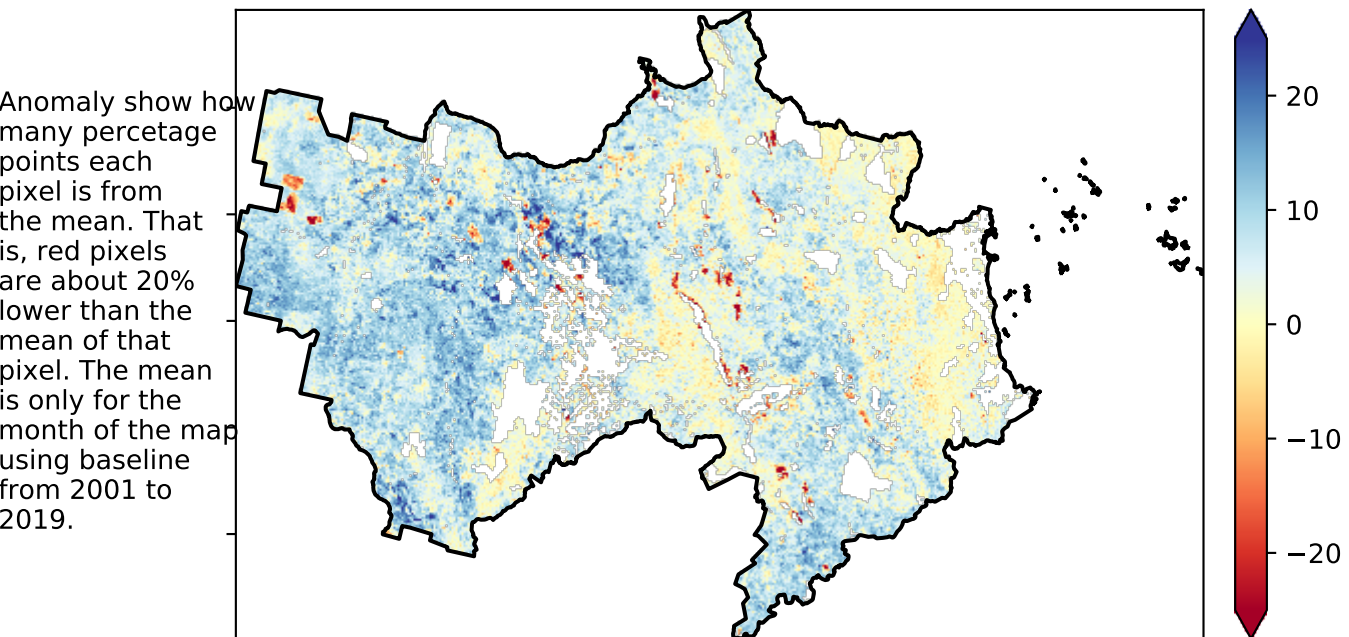 Anomaly show how
many percetage
points each
pixel is from
the mean. That
is, red pixels
are about 20%
lower than the
mean of that
pixel. The mean
is only for the
month of the map
using baseline
from 2001 to
2019.
20
10
0
−10
−20